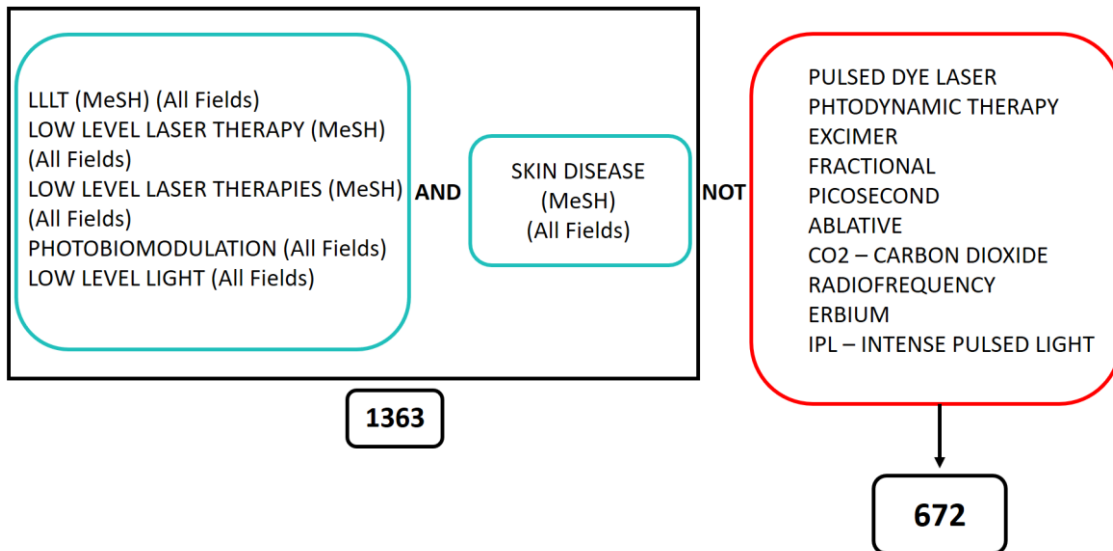 LLLT (MeSH) (All Fields)
LOW LEVEL LASER THERAPY (MeSH)
(All Fields)
LOW LEVEL LASER THERAPIES (MeSH)
(All Fields)
PHOTOBIOMODULATION (All Fields)
LOW LEVEL LIGHT (All Fields)
AND
SKIN DISEASE
(MeSH)
(All Fields)
NOT
PULSED DYE LASER
PHTODYNAMIC THERAPY
EXCIMER
FRACTIONAL
PICOSECOND
ABLATIVE
CO2 – CARBON DIOXIDE
RADIOFREQUENCY
ERBIUM
IPL – INTENSE PULSED LIGHT
1363
672